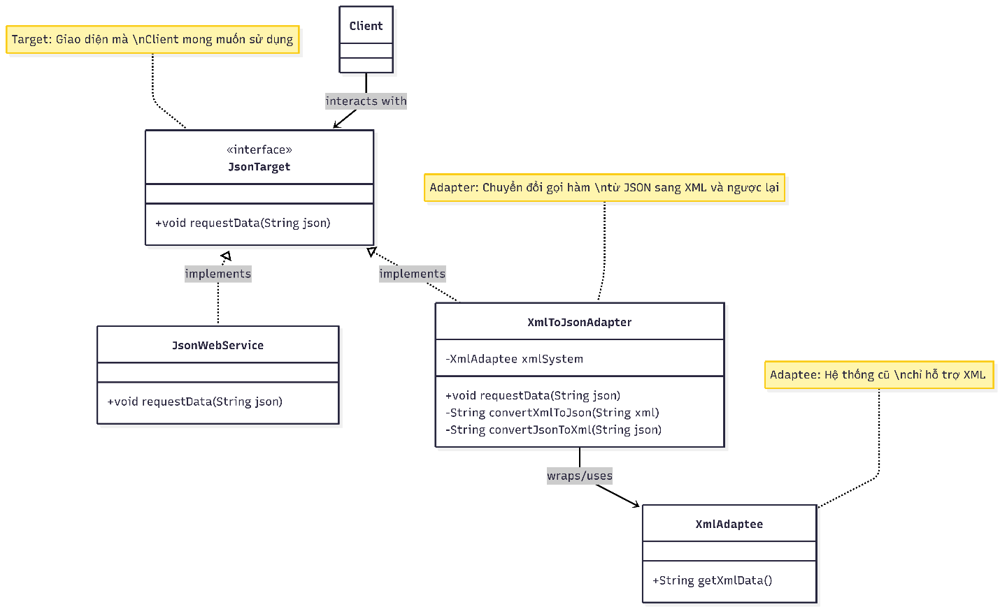 Client
Target: Giao diện mà \nClient mong muốn sử dụng
interacts with
«interface»
JsonTarget
+void requestData(String json)
Adapter: Chuyển đổi gọi hàm \ntừ JSON sang XML và ngược lại
implements
implements
XmlToJsonAdapter
-XmlAdaptee xmlSystem
+void requestData(String json)
-String convertXmlToJson(String xml)
-String convertJsonToXml(String json)
JsonWebService
+void requestData(String json)
Adaptee: Hệ thống cũ \nchỉ hỗ trợ XML
wraps/uses
XmlAdaptee
+String getXmlData()